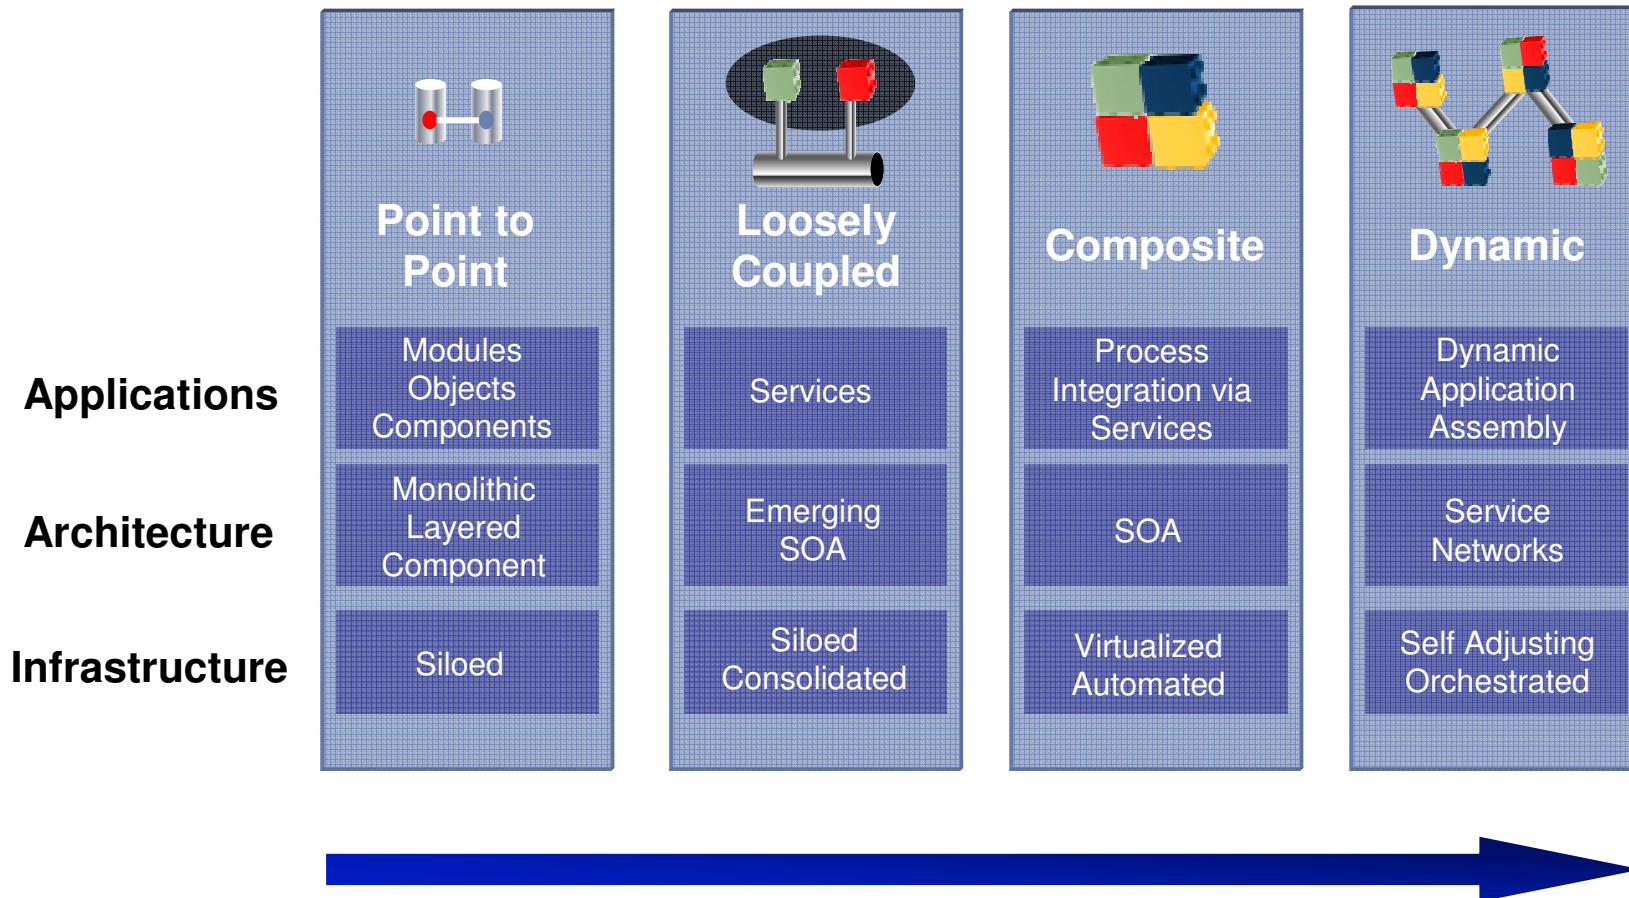 Point to
Point
Loosely
Coupled
Composite
Dynamic
Applications
Modules
Objects
Components
Services
Process
Integration via
Services
Dynamic
Application
Assembly
Architecture
Monolithic
Layered
Component
Emerging
SOA
SOA
Service
Networks
Infrastructure
Siloed
Siloed
Consolidated
Virtualized
Automated
Self Adjusting
Orchestrated